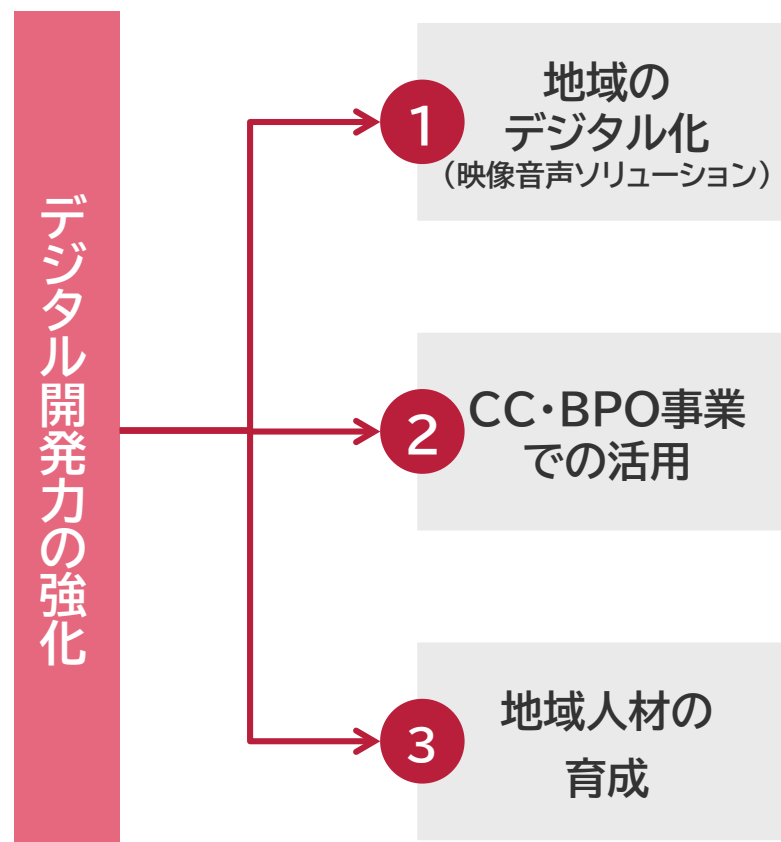 デジタル開発力の強化
1
地域の
デジタル化
（映像音声ソリューション）
2
CC・BPO事業
での活用
3
地域人材の
育成